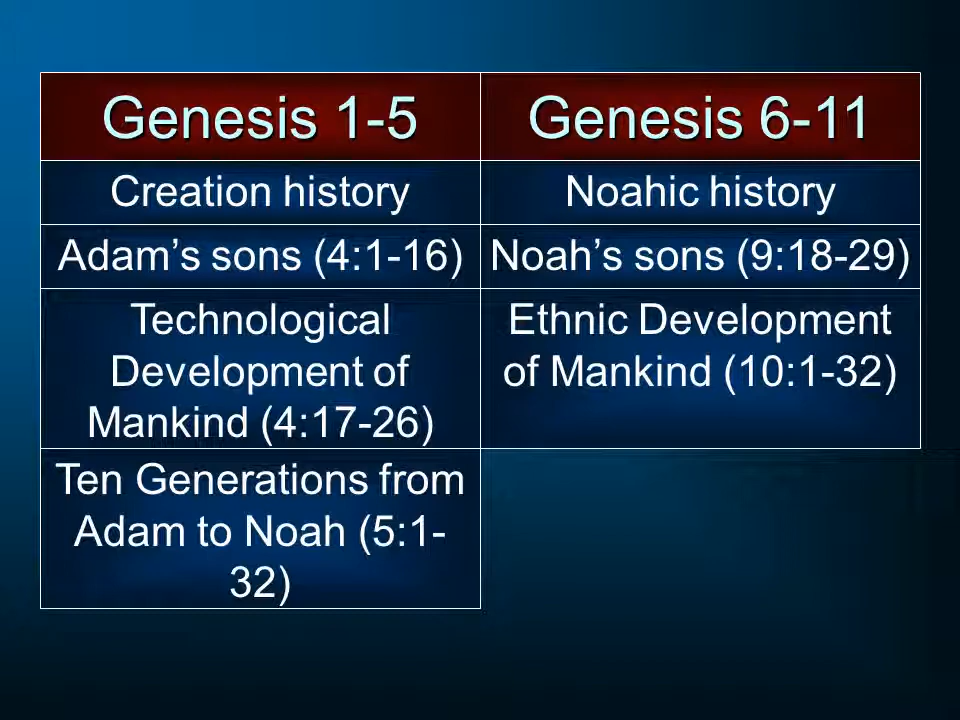 Genesis 1-5
Genesis 6-11
Creation history
Noahic history
Adam’s sons (4:1-16)
Noah’s sons (9:18-29)
Technological
Development of
Mankind (4:17-26)
Ethnic Development
of Mankind (10:1-32)
Ten Generations from
Adam to Noah (5:1-
32)